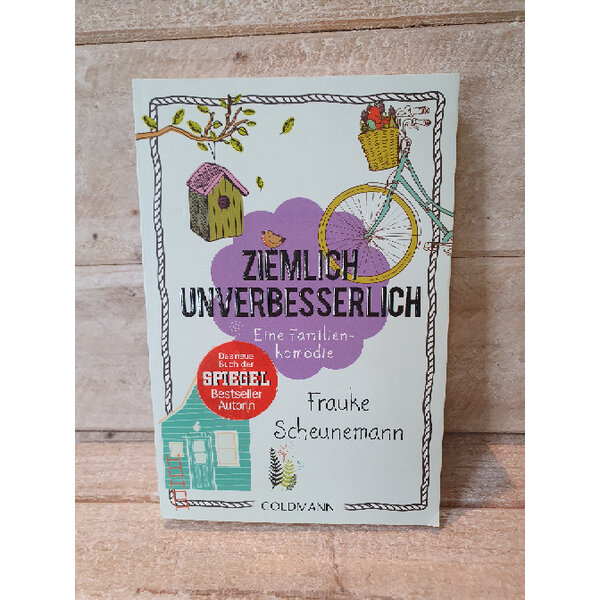 ZIEMLICH
UNVERBESSERLICH
Eine Familien-
komödie
Das neue
Buch der
SPIEGEL
Bestseller
Autorin
Frauke
Scheunemann
GOLDMANN